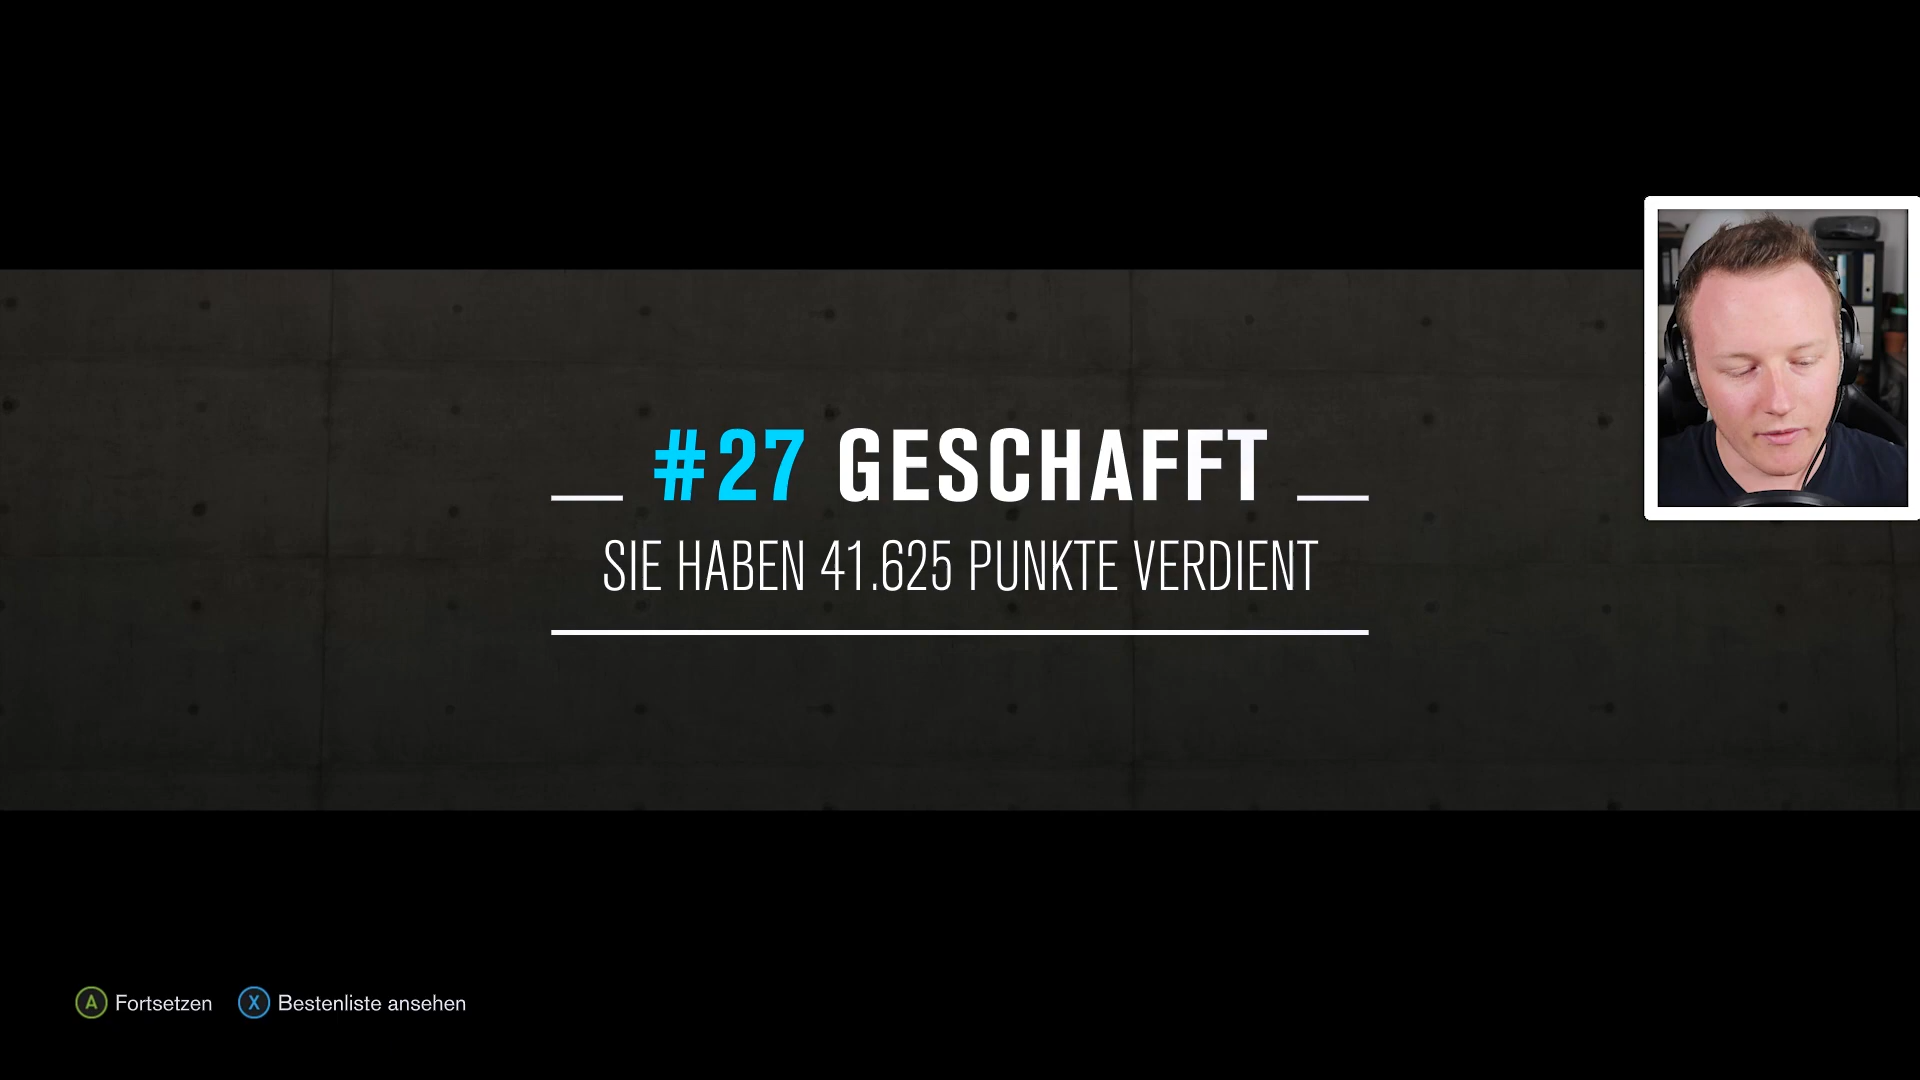 #27 GESCHAFFT
SIE HABEN 41.625 PUNKTE VERDIENT
A Fortsetzen X Bestenliste ansehen